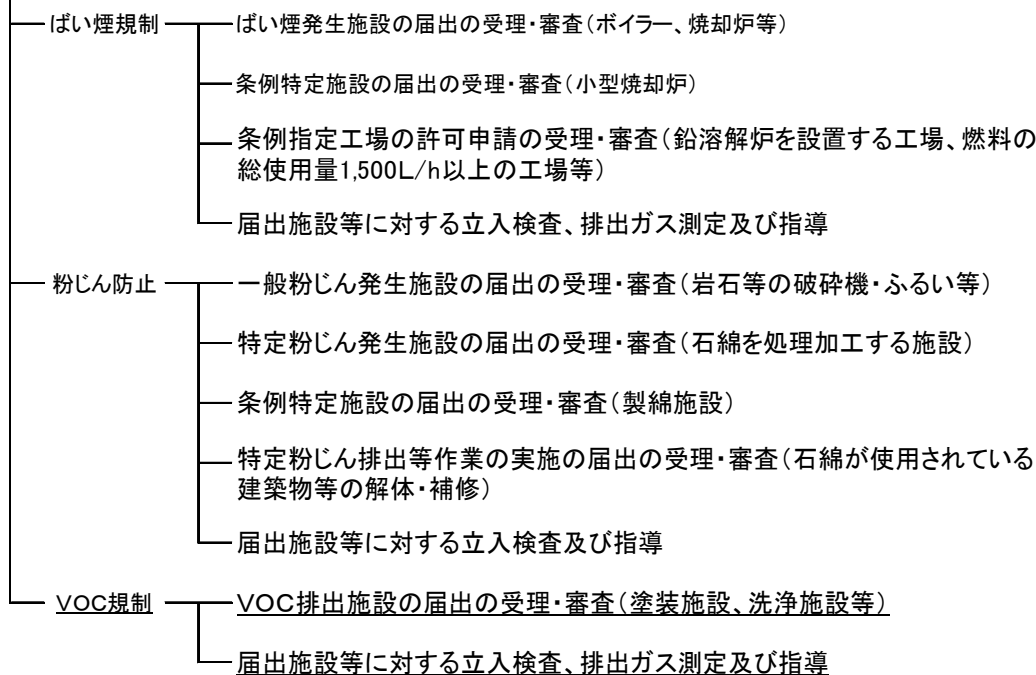 ばい煙規制
ばい煙発生施設の届出の受理・審査(ボイラー、焼却炉等)
条例特定施設の届出の受理・審査(小型焼却炉)
条例指定工場の許可申請の受理・審査(鉛溶解炉を設置する工場、燃料の
総使用量1,500L/h以上の工場等)
届出施設等に対する立入検査、排出ガス測定及び指導
粉じん防止
一般粉じん発生施設の届出の受理・審査(岩石等の破砕機・ふるい等)
特定粉じん発生施設の届出の受理・審査(石綿を処理加工する施設)
条例特定施設の届出の受理・審査(製綿施設)
特定粉じん排出等作業の実施の届出の受理・審査(石綿が使用されている
建築物等の解体・補修)
届出施設等に対する立入検査及び指導
VOC規制
VOC排出施設の届出の受理・審査(塗装施設、洗浄施設等)
届出施設等に対する立入検査、排出ガス測定及び指導